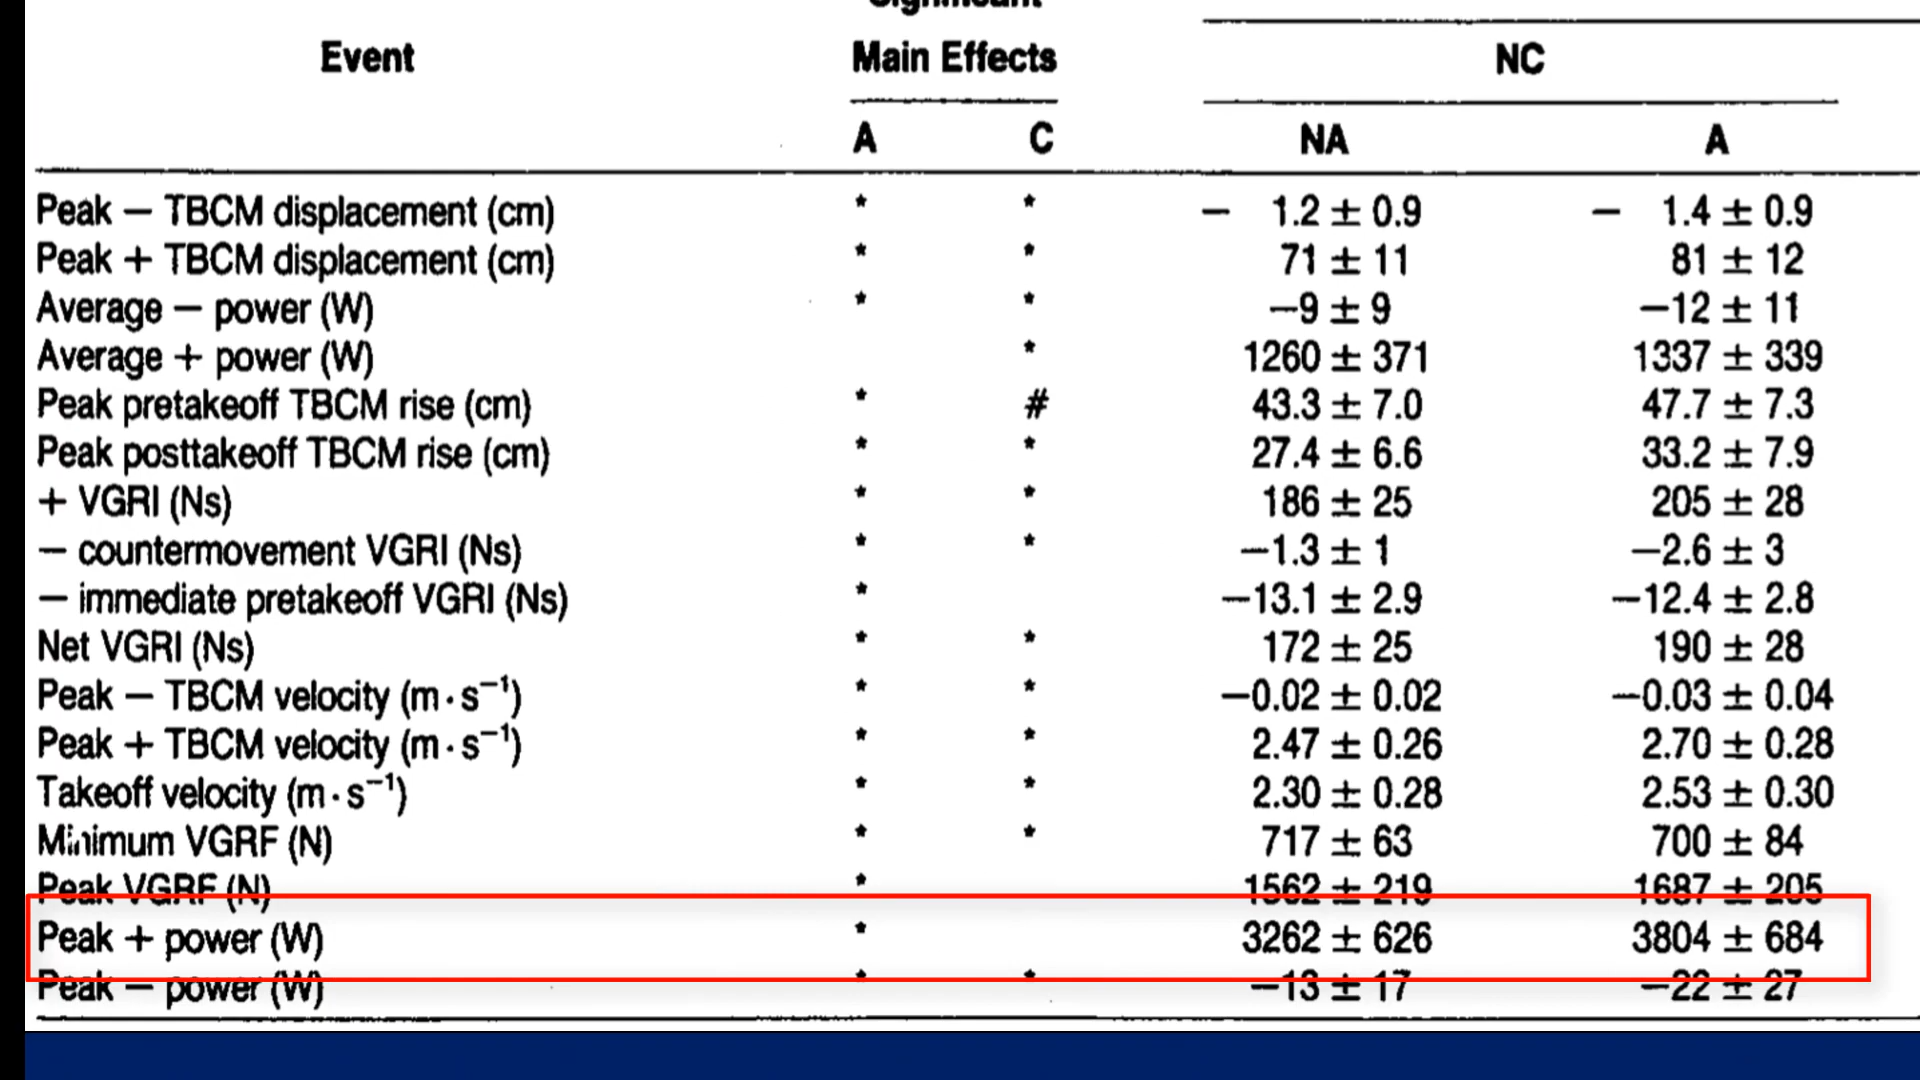 Significant
Event Main Effects NC
A C NA A
Peak — TBCM displacement (cm) * * — 1.2 ± 0.9 — 1.4 ± 0.9
Peak + TBCM displacement (cm) * * 71 ± 11 81 ± 12
Average — power (W) * * —9 ± 9 —12 ± 11
Average + power (W) * 1260 ± 371 1337 ± 339
Peak pretakeoff TBCM rise (cm) * # 43.3 ± 7.0 47.7 ± 7.3
Peak posttakeoff TBCM rise (cm) * * 27.4 ± 6.6 33.2 ± 7.9
+ VGRI (Ns) * * 186 ± 25 205 ± 28
— countermovement VGRI (Ns) * * —1.3 ± 1 —2.6 ± 3
— immediate pretakeoff VGRI (Ns) * —13.1 ± 2.9 —12.4 ± 2.8
Net VGRI (Ns) * * 172 ± 25 190 ± 28
Peak — TBCM velocity (m · s⁻¹) * * —0.02 ± 0.02 —0.03 ± 0.04
Peak + TBCM velocity (m · s⁻¹) * * 2.47 ± 0.26 2.70 ± 0.28
Takeoff velocity (m · s⁻¹) * * 2.30 ± 0.28 2.53 ± 0.30
Minimum VGRF (N) * * 717 ± 63 700 ± 84
Peak VGRF (N) * 1562 ± 219 1687 ± 205
Peak + power (W) * 3262 ± 626 3804 ± 684
Peak — power (W) * * —13 ± 17 —22 ± 27